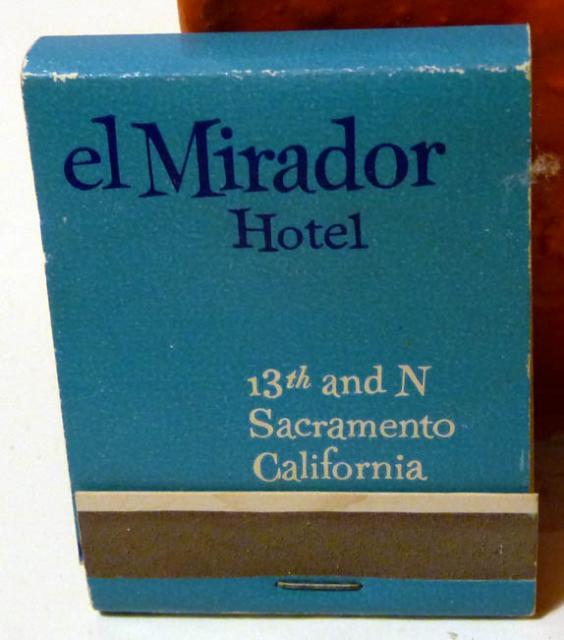 el Mirador
Hotel
13th and N
Sacramento
California